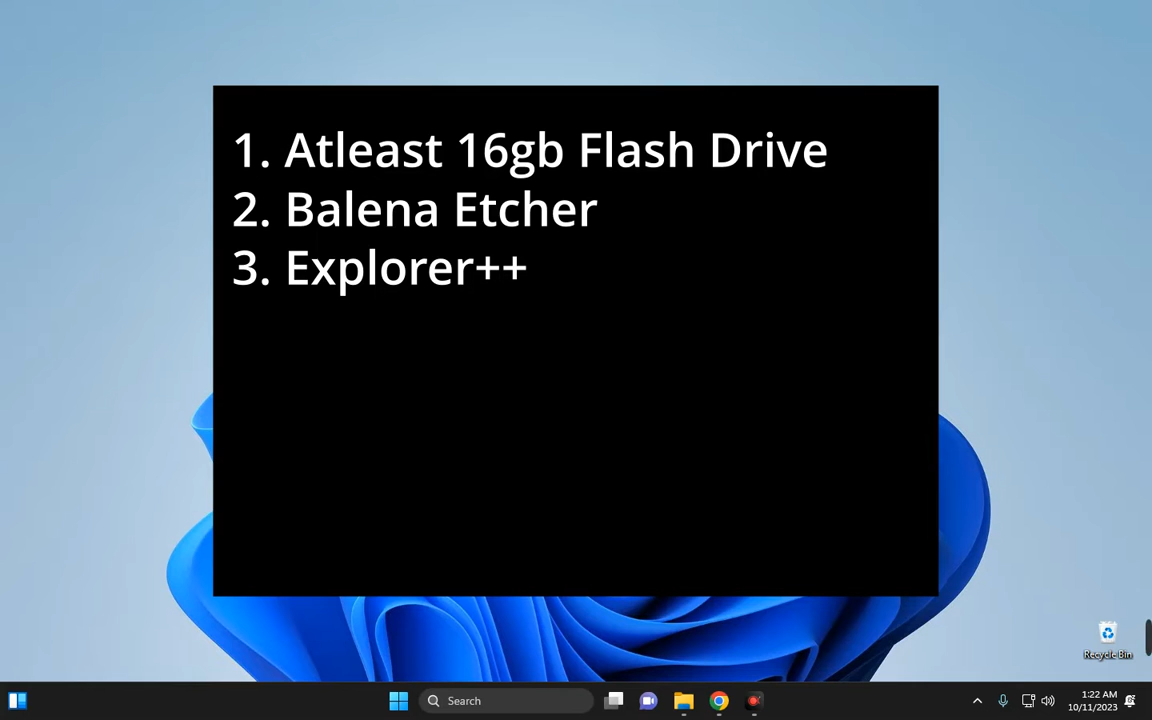 1. Atleast 16gb Flash Drive
2. Balena Etcher
3. Explorer++
Recycle Bin
Search
1:22 AM
10/11/2023